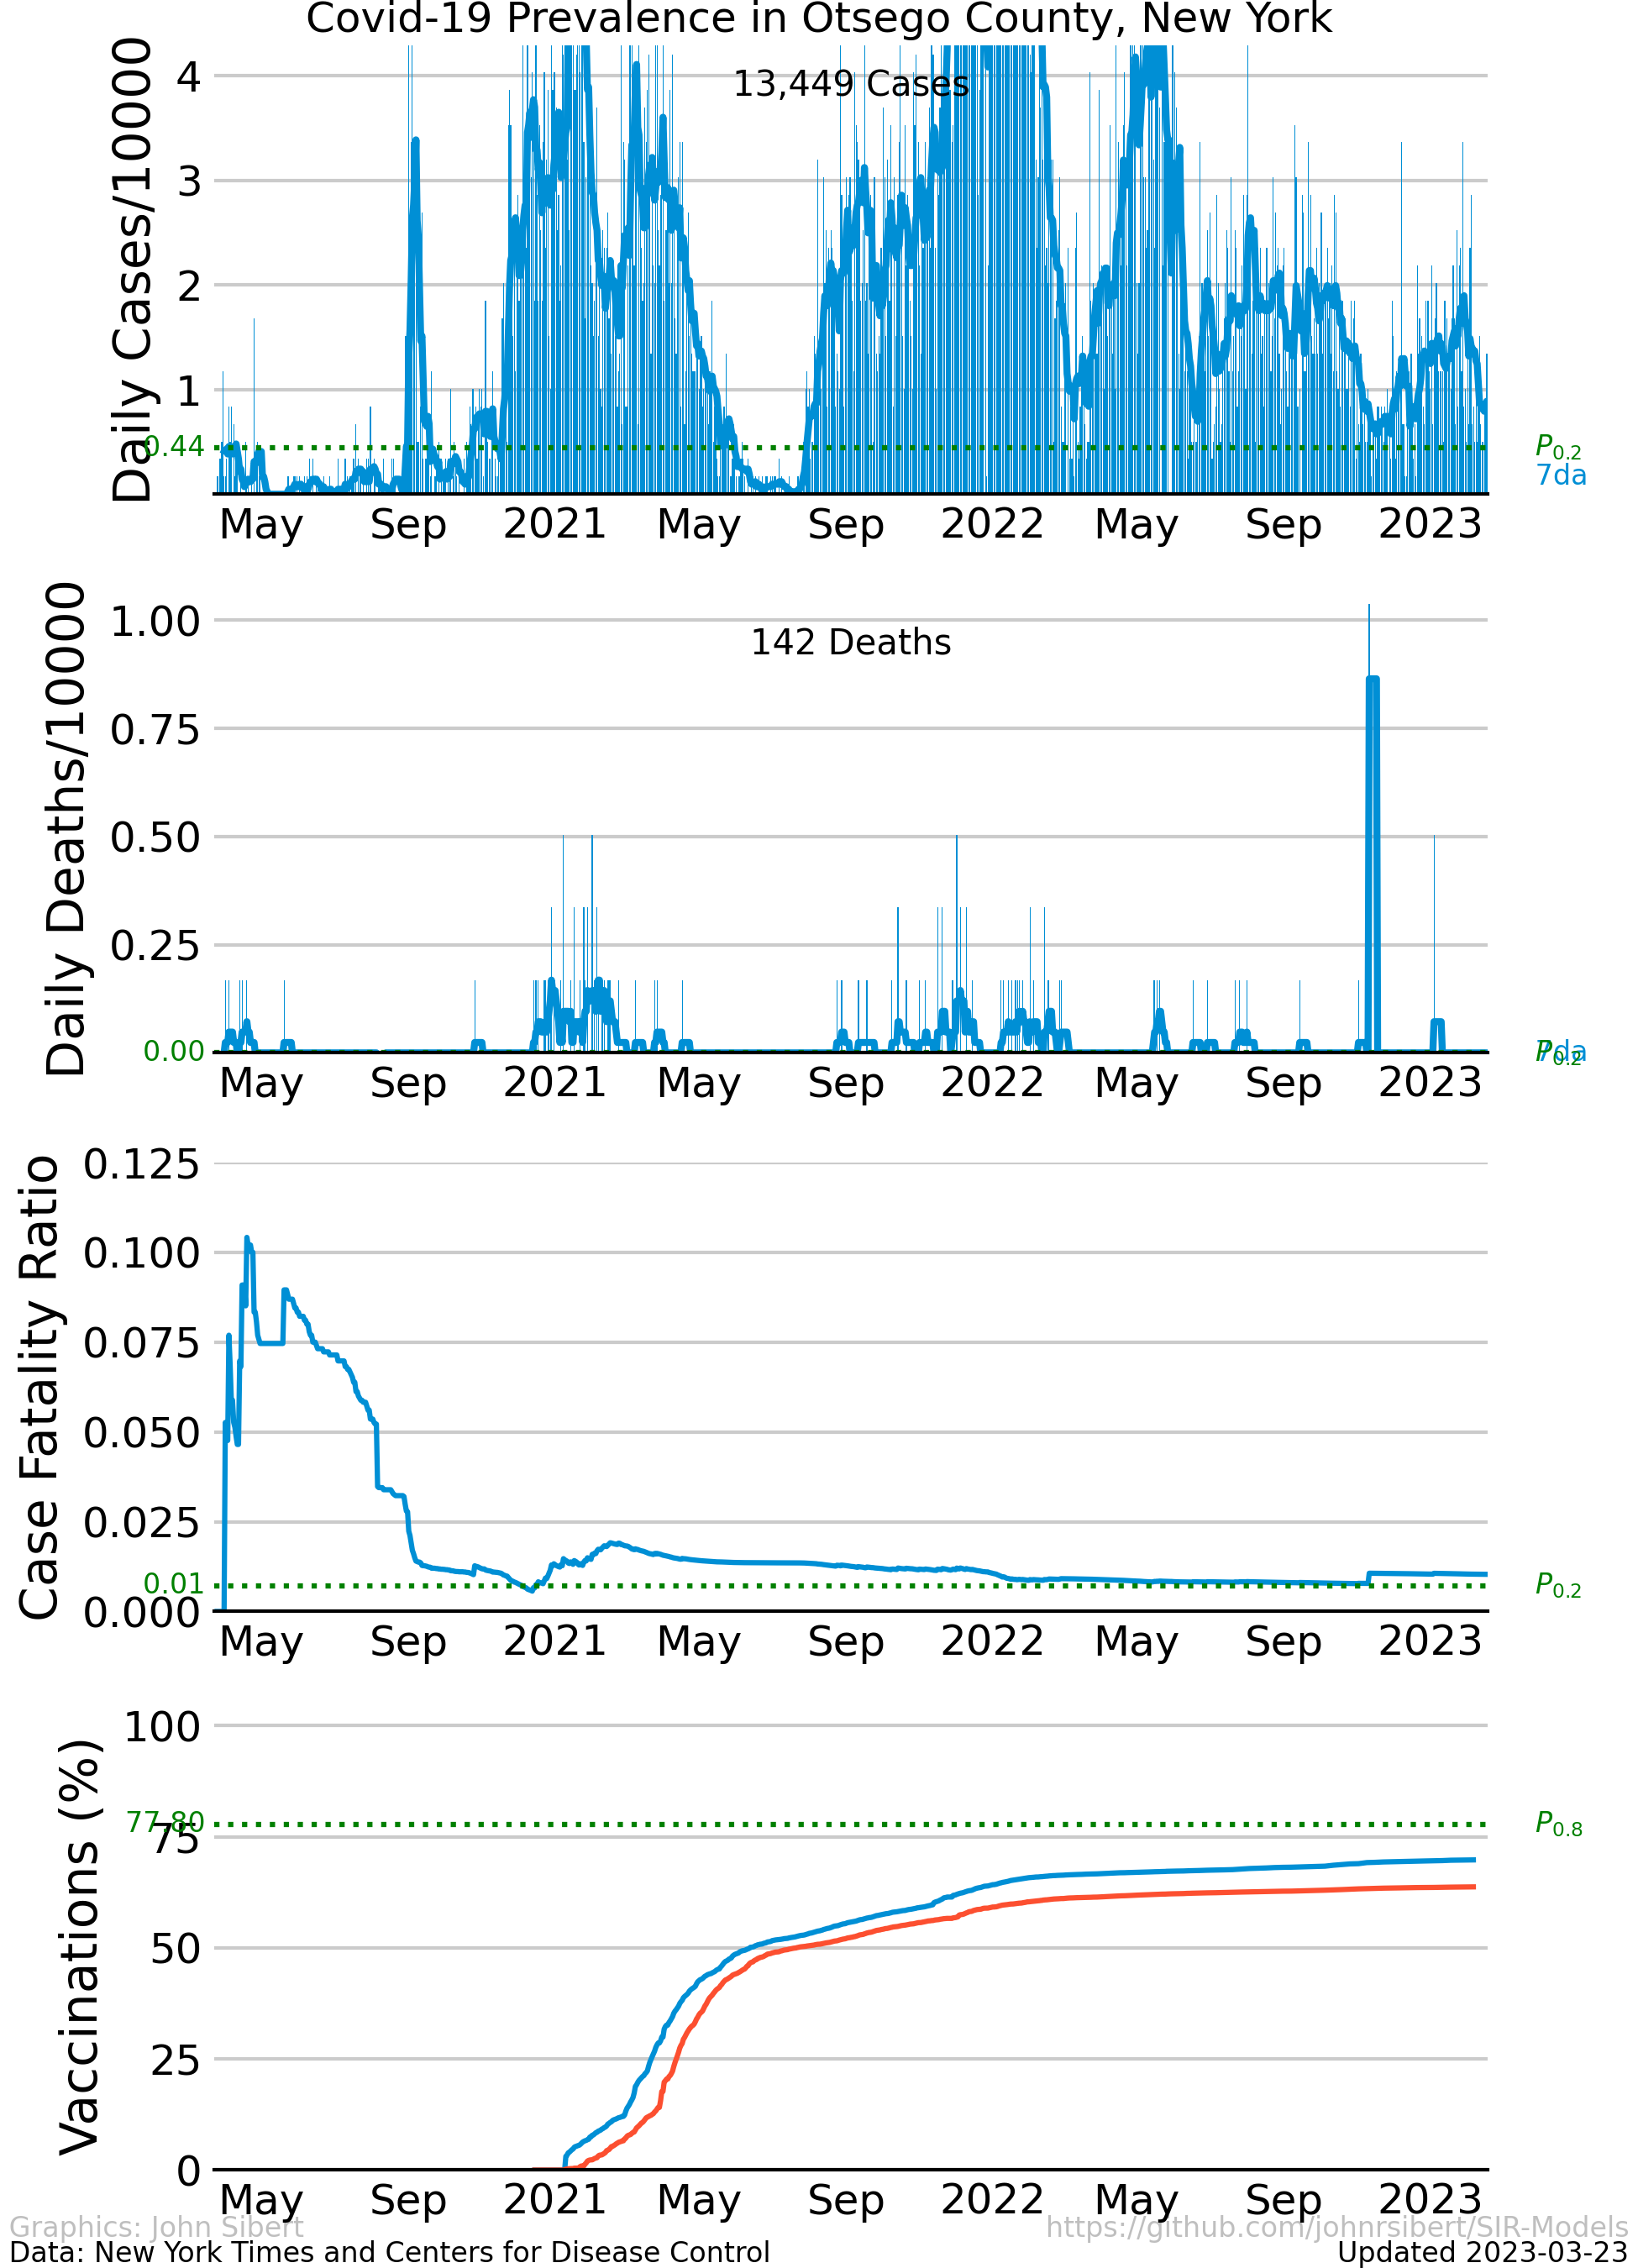 Covid-19 Prevalence in Otsego County, New York
Daily Cases/10000
13,449 Cases
4
3
2
1
0.44
P0.2
7da
May Sep 2021 May Sep 2022 May Sep 2023
Daily Deaths/10000
142 Deaths
1.00
0.75
0.50
0.25
0.00
P0.2
7da
May Sep 2021 May Sep 2022 May Sep 2023
Case Fatality Ratio
0.125
0.100
0.075
0.050
0.025
0.01
P0.2
0.000
May Sep 2021 May Sep 2022 May Sep 2023
Vaccinations (%)
100
77.80
P0.8
75
50
25
0
May Sep 2021 May Sep 2022 May Sep 2023
Graphics: John Sibert https://github.com/johnrsibert/SIR-Models
Data: New York Times and Centers for Disease Control Updated 2023-03-23